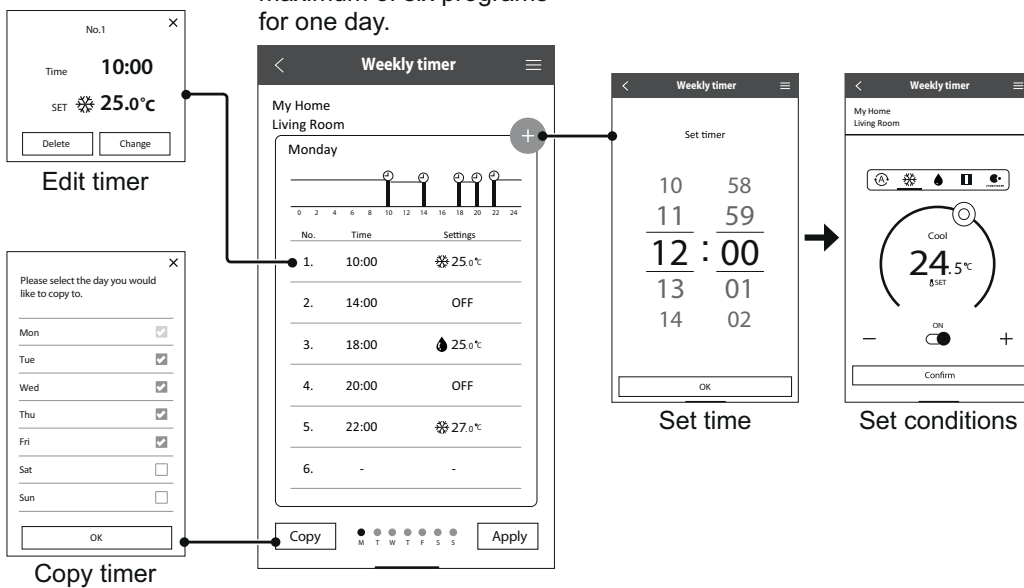 maximum of six programs
for one day.
No.1
×
Time 10:00
SET 25.0°C
Delete Change
Edit timer
Please select the day you would
like to copy to.
×
Mon
Tue
Wed
Thu
Fri
Sat
Sun
OK
Copy timer
Weekly timer
My Home
Living Room
+
Monday
0 2 4 6 8 10 12 14 16 18 20 22 24
No. Time Settings
1. 10:00 25.0°C
2. 14:00 OFF
3. 18:00 25.0°C
4. 20:00 OFF
5. 22:00 27.0°C
6. - -
Copy M T W T F S S Apply
Weekly timer
Set timer
10 58
11 59
12 : 00
13 01
14 02
OK
Set time
Weekly timer
My Home
Living Room
A
Cool
24.5°C
SET
ON
− +
Confirm
Set conditions